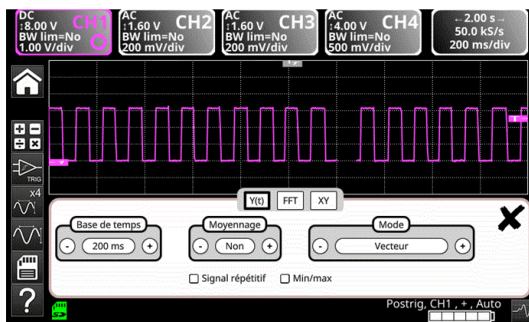 DC CH1
↕8.00 V
BW lim=No
1.00 V/div
AC CH2
↕1.60 V
BW lim=No
200 mV/div
AC CH3
↕1.60 V
BW lim=No
200 mV/div
AC CH4
↕4.00 V
BW lim=No
500 mV/div
←2.00 s→
50.0 kS/s
200 ms/div
TRIG
x4
Y(t) FFT XY
Base de temps
- 200 ms +
Moyennage
- Non +
Mode
- Vecteur +
Signal répétitif Min/max
?
Postrig, CH1 , + , Auto